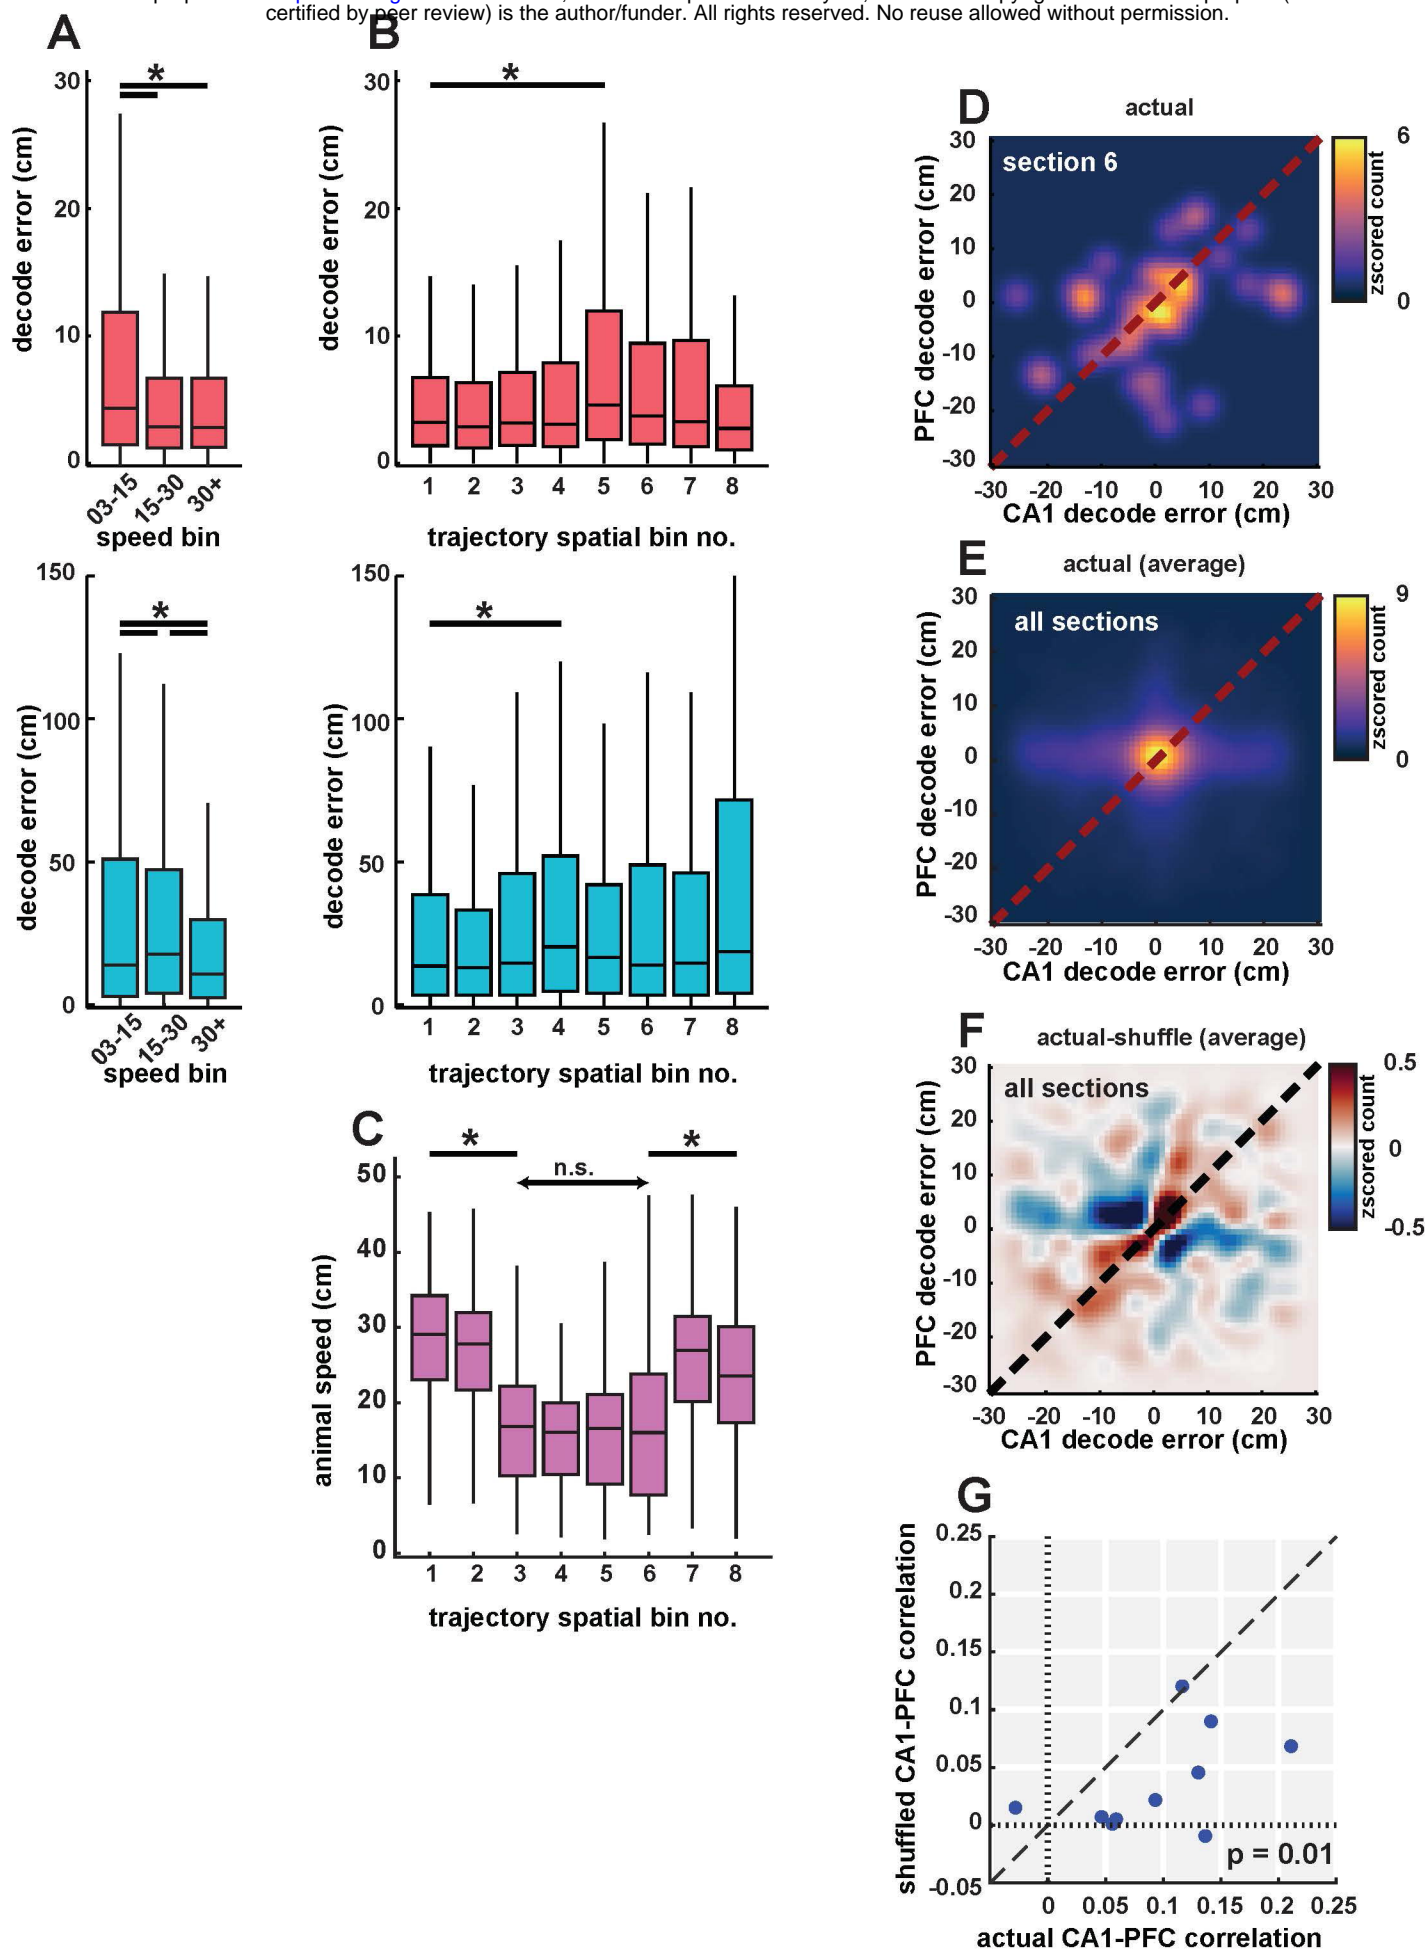 certified by peer review) is the author/funder. All rights reserved. No reuse allowed without permission.
A
30
20
10
0
decode error (cm)
*
03-15
15-30
30+
speed bin
150
100
50
0
decode error (cm)
*
03-15
15-30
30+
speed bin
B
30
20
10
0
decode error (cm)
*
1 2 3 4 5 6 7 8
trajectory spatial bin no.
150
100
50
0
decode error (cm)
*
1 2 3 4 5 6 7 8
trajectory spatial bin no.
C
50
40
30
20
10
0
animal speed (cm)
*
n.s.
*
1 2 3 4 5 6 7 8
trajectory spatial bin no.
D
actual
section 6
30
20
10
0
-10
-20
-30
PFC decode error (cm)
-30 -20 -10 0 10 20 30
CA1 decode error (cm)
6
0
zscored count
E
actual (average)
all sections
30
20
10
0
-10
-20
-30
PFC decode error (cm)
-30 -20 -10 0 10 20 30
CA1 decode error (cm)
9
0
zscored count
F
actual-shuffle (average)
all sections
30
20
10
0
-10
-20
-30
PFC decode error (cm)
-30 -20 -10 0 10 20 30
CA1 decode error (cm)
0.5
0
-0.5
zscored count
G
0.25
0.2
0.15
0.1
0.05
0
-0.05
shuffled CA1-PFC correlation
p = 0.01
0 0.05 0.1 0.15 0.2 0.25
actual CA1-PFC correlation